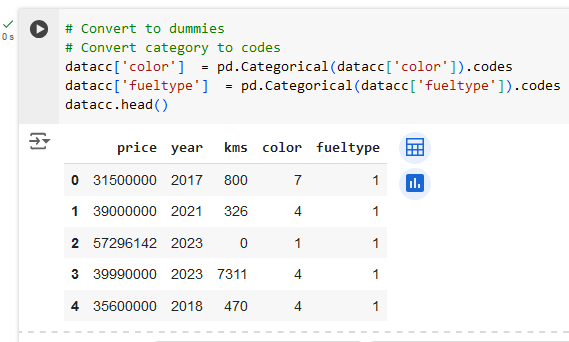 # Convert to dummies
0 s
# Convert category to codes
datacc['color']  = pd.Categorical(datacc['color']).codes
datacc['fueltype']  = pd.Categorical(datacc['fueltype']).codes
datacc.head()
price year kms color fueltype
0 31500000 2017 800 7 1
1 39000000 2021 326 4 1
2 57296142 2023 0 1 1
3 39990000 2023 7311 4 1
4 35600000 2018 470 4 1